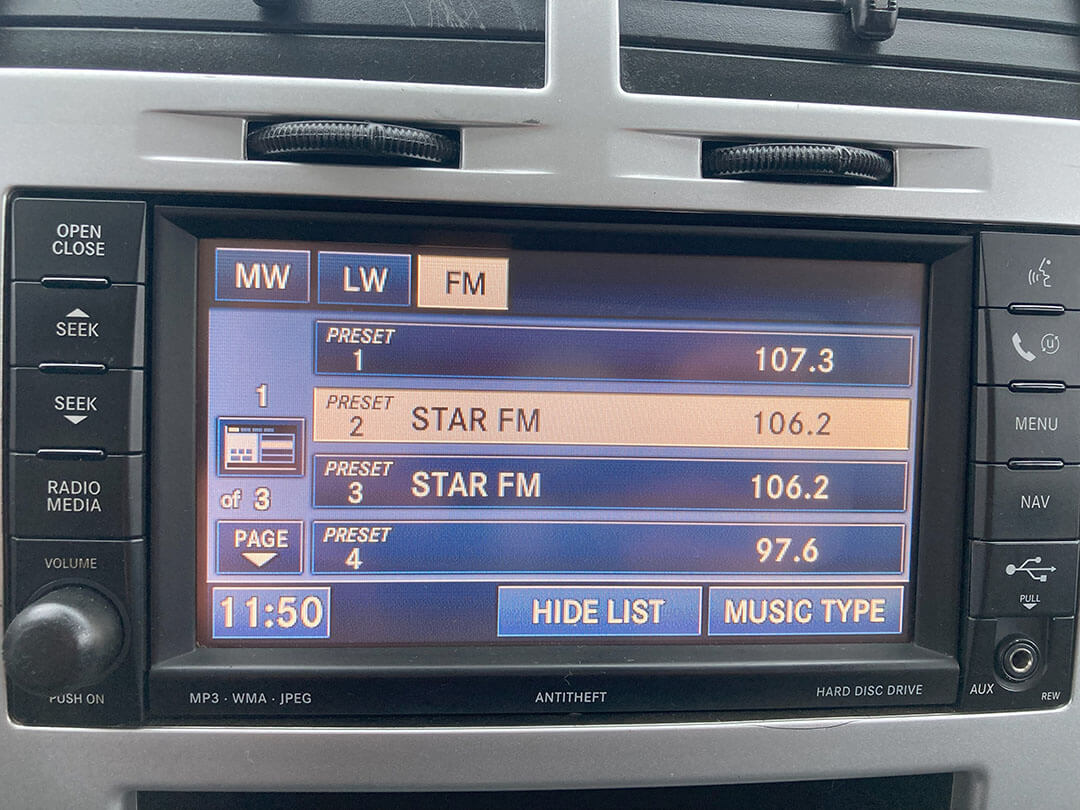 OPEN
CLOSE
SEEK
SEEK
RADIO
MEDIA
VOLUME
PUSH ON
MW LW FM
PRESET
1 107.3
PRESET
2 STAR FM 106.2
PRESET
3 STAR FM 106.2
PRESET
4 97.6
1
of 3
PAGE
11:50 HIDE LIST MUSIC TYPE
MP3 · WMA · JPEG ANTITHEFT HARD DISC DRIVE
MENU
NAV
PULL
AUX REW